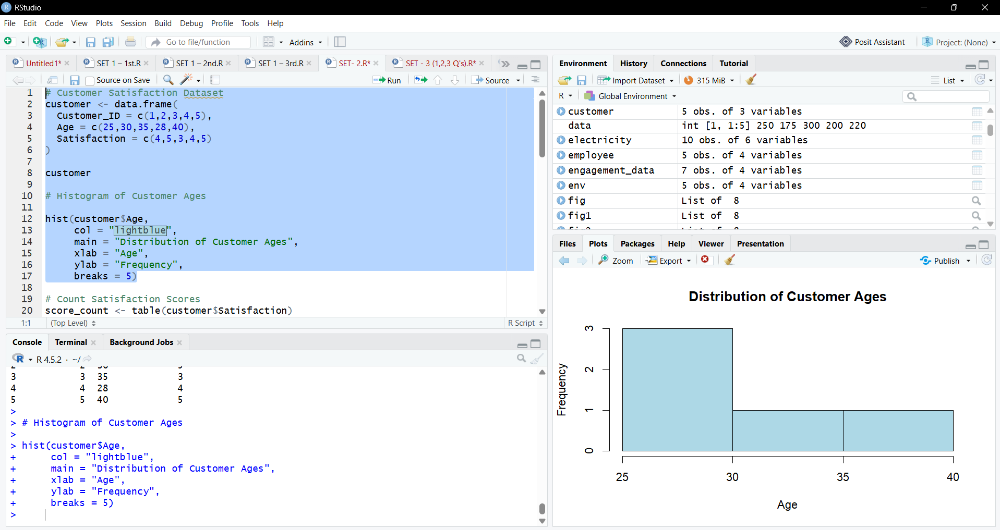 RStudio
File Edit Code View Plots Session Build Debug Profile Tools Help
Go to file/function Addins Posit Assistant Project: (None)
Untitled1* SET 1 – 1st.R SET 1 – 2nd.R SET 1 – 3rd.R SET- 2.R* SET - 3 (1,2,3 Q's).R*
Source on Save Run Source
1 # Customer Satisfaction Dataset
2 customer <- data.frame(
3 Customer_ID = c(1,2,3,4,5),
4 Age = c(25,30,35,28,40),
5 Satisfaction = c(4,5,3,4,5)
6 )
7
8 customer
9
10 # Histogram of Customer Ages
11
12 hist(customer$Age,
13 col = "lightblue",
14 main = "Distribution of Customer Ages",
15 xlab = "Age",
16 ylab = "Frequency",
17 breaks = 5)
18
19 # Count Satisfaction Scores
20 score_count <- table(customer$Satisfaction)
1:1 (Top Level) R Script
Console Terminal Background Jobs
R 4.5.2 · ~/
3 3 35 3
4 4 28 4
5 5 40 5
>
> # Histogram of Customer Ages
>
> hist(customer$Age,
+ col = "lightblue",
+ main = "Distribution of Customer Ages",
+ xlab = "Age",
+ ylab = "Frequency",
+ breaks = 5)
>
Environment History Connections Tutorial
Import Dataset 315 MiB List
R Global Environment
customer 5 obs. of 3 variables
data int [1, 1:5] 250 175 300 200 220
electricity 10 obs. of 6 variables
employee 5 obs. of 4 variables
engagement_data 7 obs. of 4 variables
env 5 obs. of 4 variables
fig List of 8
fig1 List of 8
Files Plots Packages Help Viewer Presentation
Zoom Export Publish
Distribution of Customer Ages
Frequency
3
2
1
0
25 30 35 40
Age